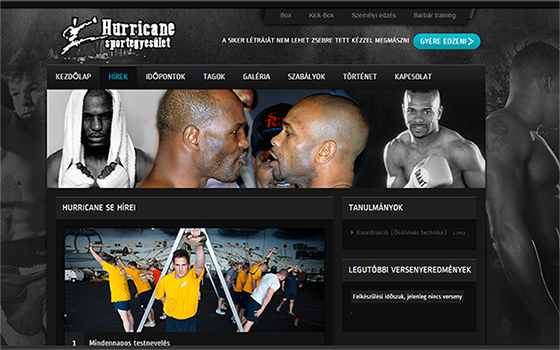 Box Kick-Box Személyi edzés Barbár training
Hurricane
sportegyesület
A SIKER LÉTRÁJÁT NEM LEHET ZSEBRE TETT KÉZZEL MEGMÁSZNI
GYERE EDZENI
KEZDŐLAP HÍREK IDŐPONTOK TAGOK GALÉRIA SZABÁLYOK TÖRTÉNET KAPCSOLAT
HURRICANE SE HÍREI
TANULMÁNYOK
Koordináció (Ökölvívás technika)
LEGUTÓBBI VERSENYEREDMÉNYEK
Felkészülési időszak, jelenleg nincs verseny
1 Mindennapos testnevelés